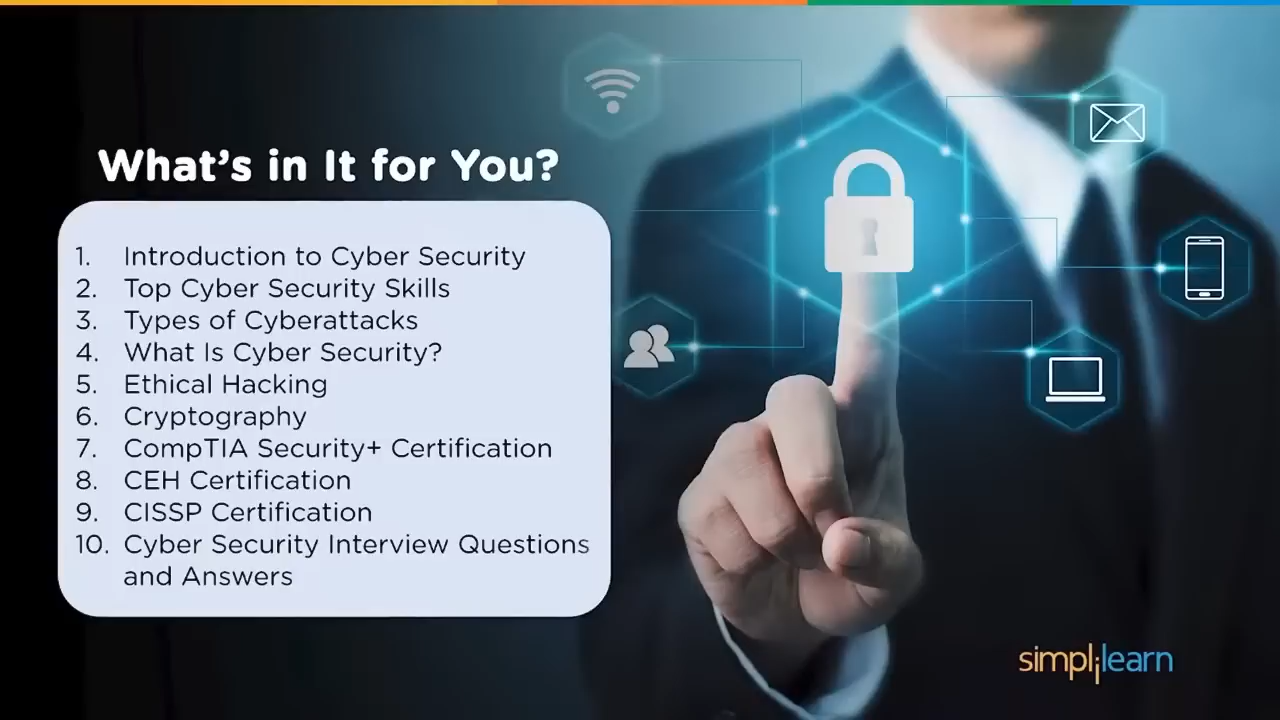 What's in It for You?
1. Introduction to Cyber Security
2. Top Cyber Security Skills
3. Types of Cyberattacks
4. What Is Cyber Security?
5. Ethical Hacking
6. Cryptography
7. CompTIA Security+ Certification
8. CEH Certification
9. CISSP Certification
10. Cyber Security Interview Questions
and Answers
simplilearn